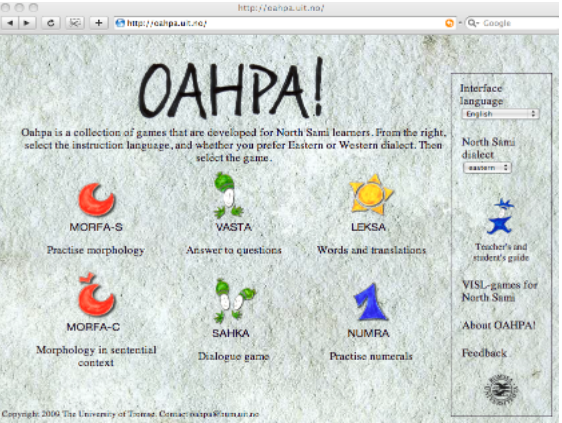 http://oahpa.uit.no/
http://oahpa.uit.no/
Google
OAHPA!
Oahpa is a collection of games that are developed for North Sami learners. From the right,
select the instruction language, and whether you prefer Eastern or Western dialect. Then
select the game.
MORFA-S
VASTA
LEKSA
Practise morphology
Answer to questions
Words and translations
MORFA-C
SAHKA
NUMRA
Morphology in sentential
context
Dialogue game
Practise numerals
Interface
language
English
North Sami
dialect
eastern
Teacher's and
student's guide
VISL-games for
North Sami
About OAHPA!
Feedback
Copyright 2009 The University of Tromsø. Contact oahpa@hum.uit.no